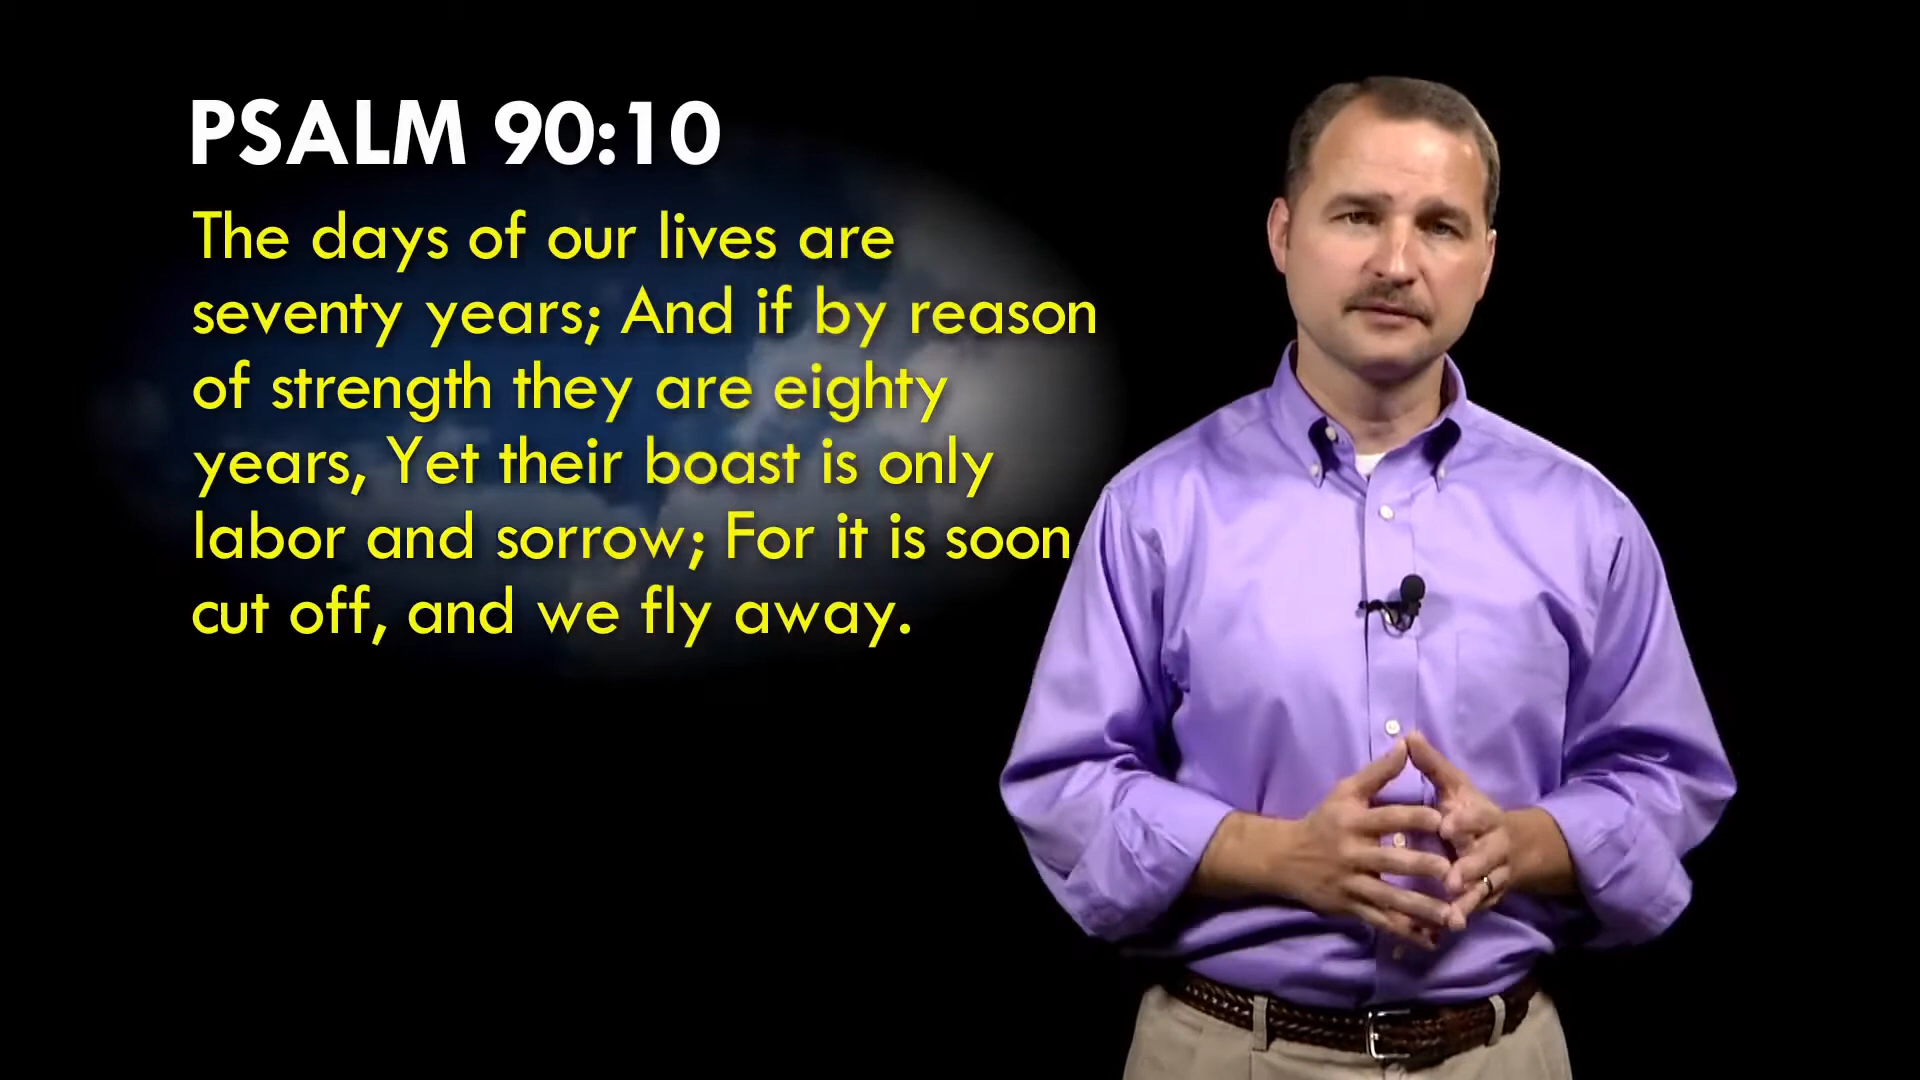 PSALM 90:10
The days of our lives are
seventy years; And if by reason
of strength they are eighty
years, Yet their boast is only
labor and sorrow; For it is soon
cut off, and we fly away.